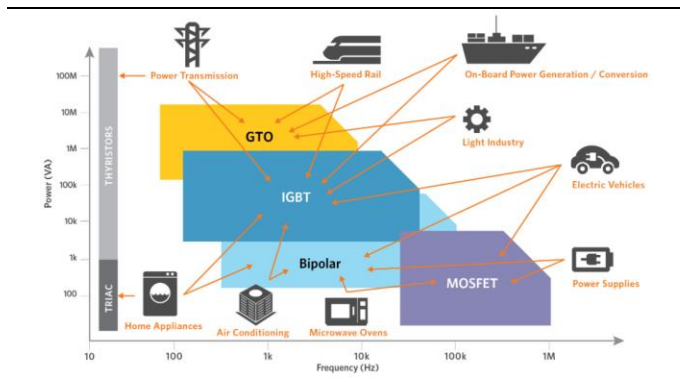 Power Transmission
High-Speed Rail
On-Board Power Generation / Conversion
100M
10M
1M
100k
10k
1k
100
Power (VA)
THYRISTORS
TRIAC
GTO
Light Industry
IGBT
Electric Vehicles
Bipolar
MOSFET
Power Supplies
Home Appliances
Air Conditioning
Microwave Ovens
10
100
1k
10k
100k
1M
Frequency (Hz)